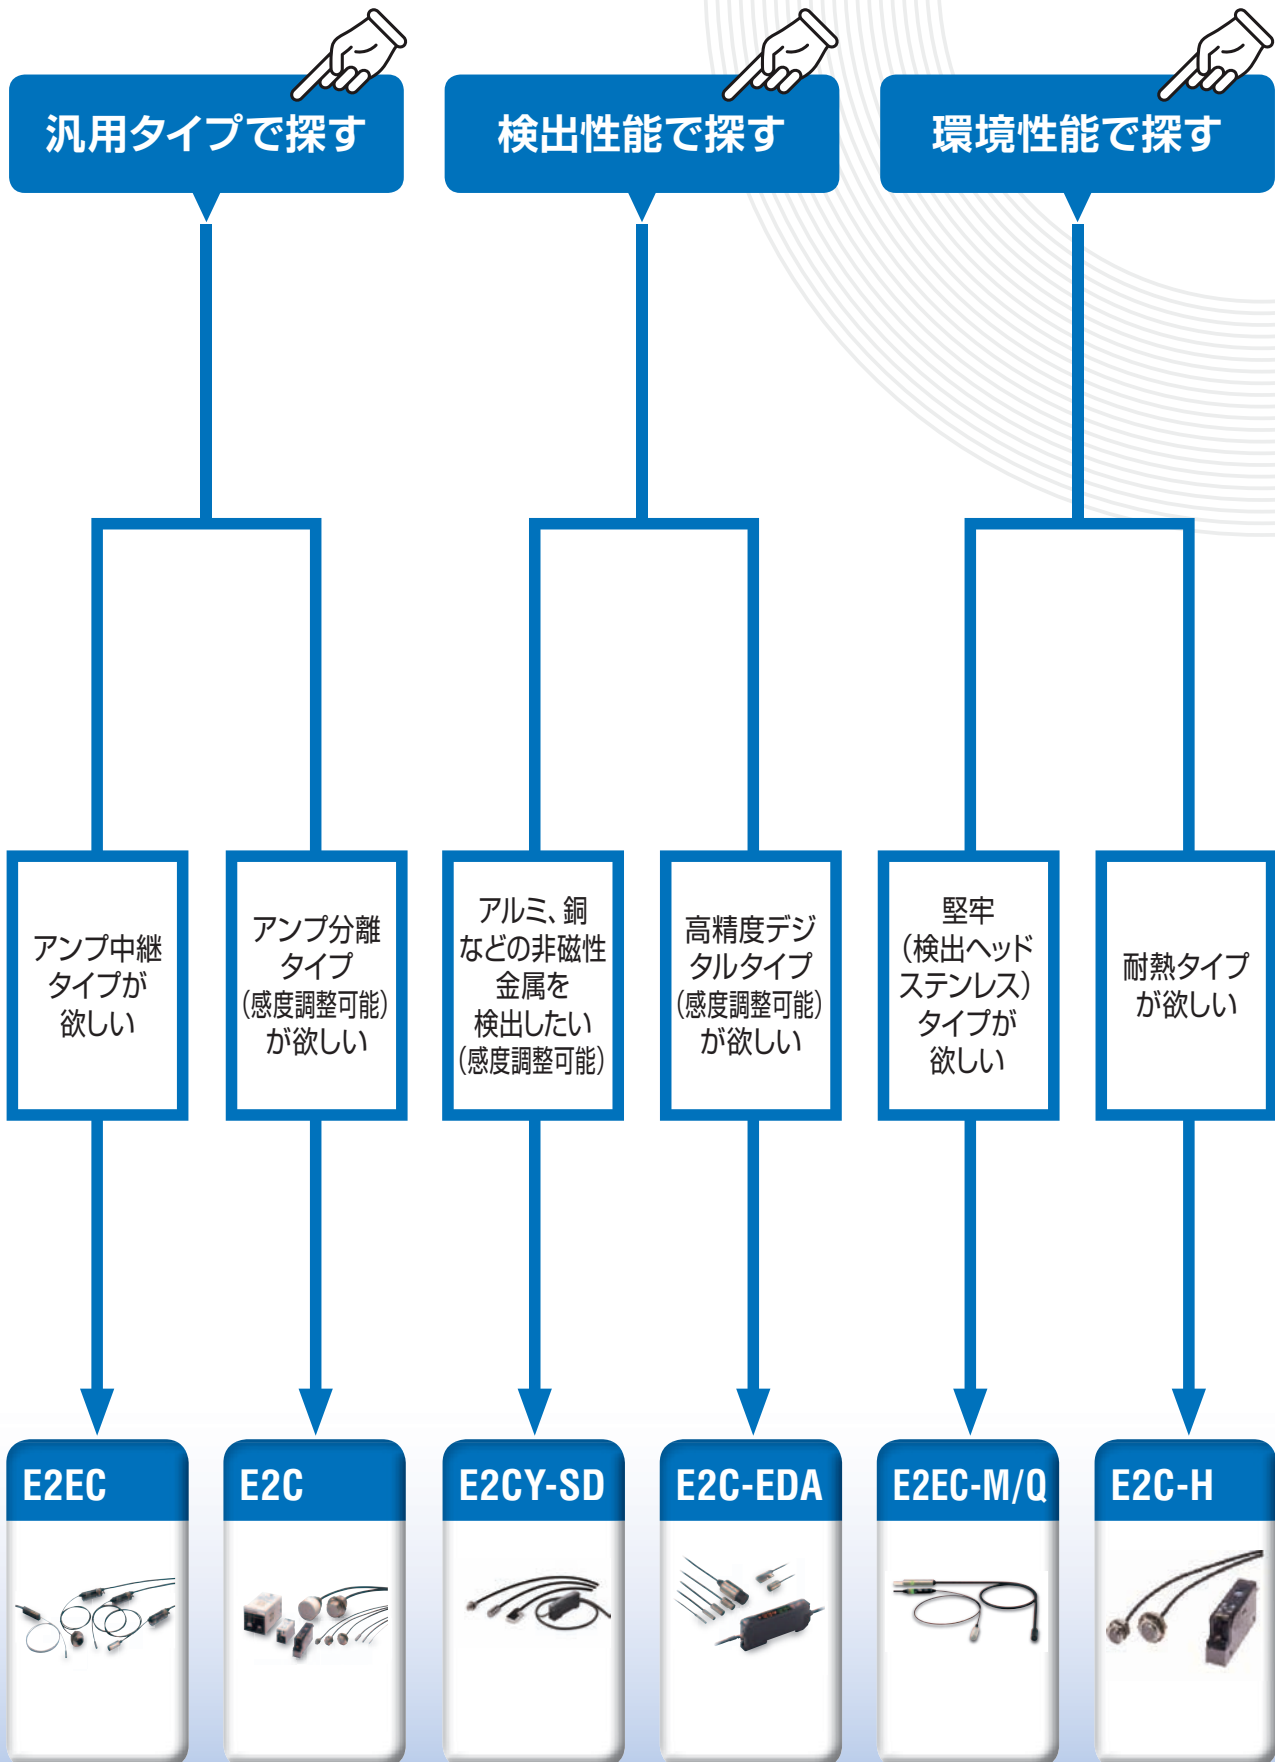 汎用タイプで探す
検出性能で探す
環境性能で探す
アンプ中継
タイプが
欲しい
アンプ分離
タイプ
(感度調整可能)
が欲しい
アルミ、銅
などの非磁性
金属を
検出したい
(感度調整可能)
高精度デジ
タルタイプ
(感度調整可能)
が欲しい
堅牢
(検出ヘッド
ステンレス)
タイプが
欲しい
耐熱タイプ
が欲しい
E2EC
E2C
E2CY-SD
E2C-EDA
E2EC-M/Q
E2C-H